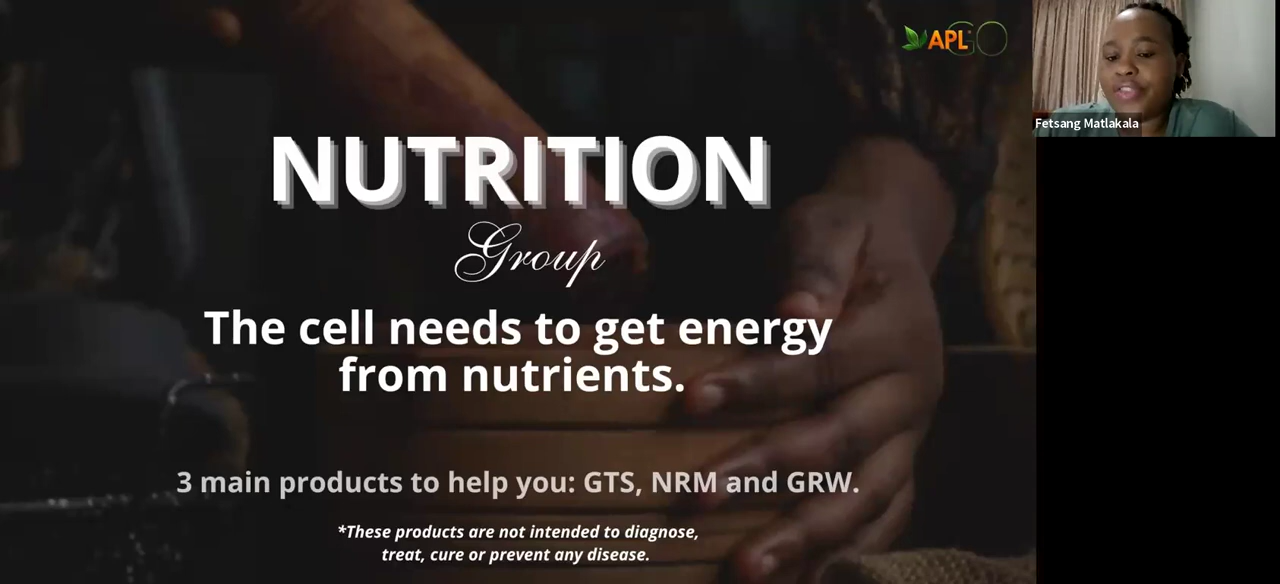 APLGO
Fetsang Matlakala
NUTRITION
Group
The cell needs to get energy
from nutrients.
3 main products to help you: GTS, NRM and GRW.
*These products are not intended to diagnose,
treat, cure or prevent any disease.